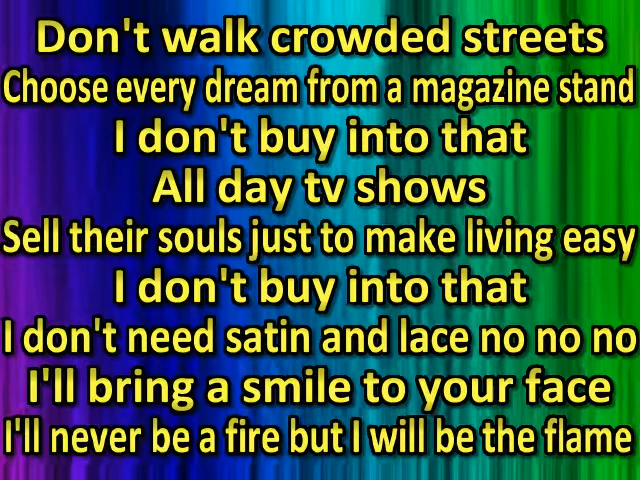 Don't walk crowded streets
Choose every dream from a magazine stand
I don't buy into that
All day tv shows
Sell their souls just to make living easy
I don't buy into that
I don't need satin and lace no no no
I'll bring a smile to your face
I'll never be a fire but I will be the flame